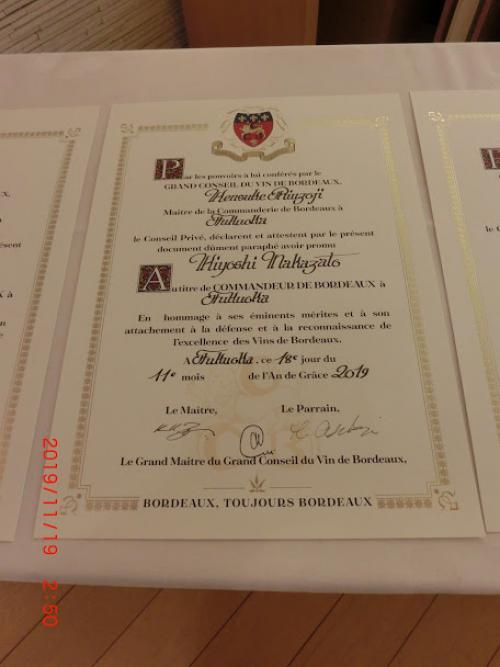 Par les pouvoirs à lui conférés par le
GRAND CONSEIL DU VIN DE BORDEAUX,
Kensuke Rinzoji
Maître de la Commanderie de Bordeaux à
Fukuoka
le Conseil Privé, déclarent et attestent par le présent
document dûment paraphé avoir promu
Kiyoshi Nakazato
Au titre de COMMANDEUR DE BORDEAUX à
Fukuoka
En hommage à ses éminents mérites et à son
attachement à la défense et à la reconnaissance de
l'excellence des Vins de Bordeaux.
A Fukuoka, ce 18e jour du
11e mois de l'An de Grâce 2019
Le Maître, Le Parrain,
Le Grand Maître du Grand Conseil du Vin de Bordeaux,
BORDEAUX, TOUJOURS BORDEAUX
2019/11/19 2:50